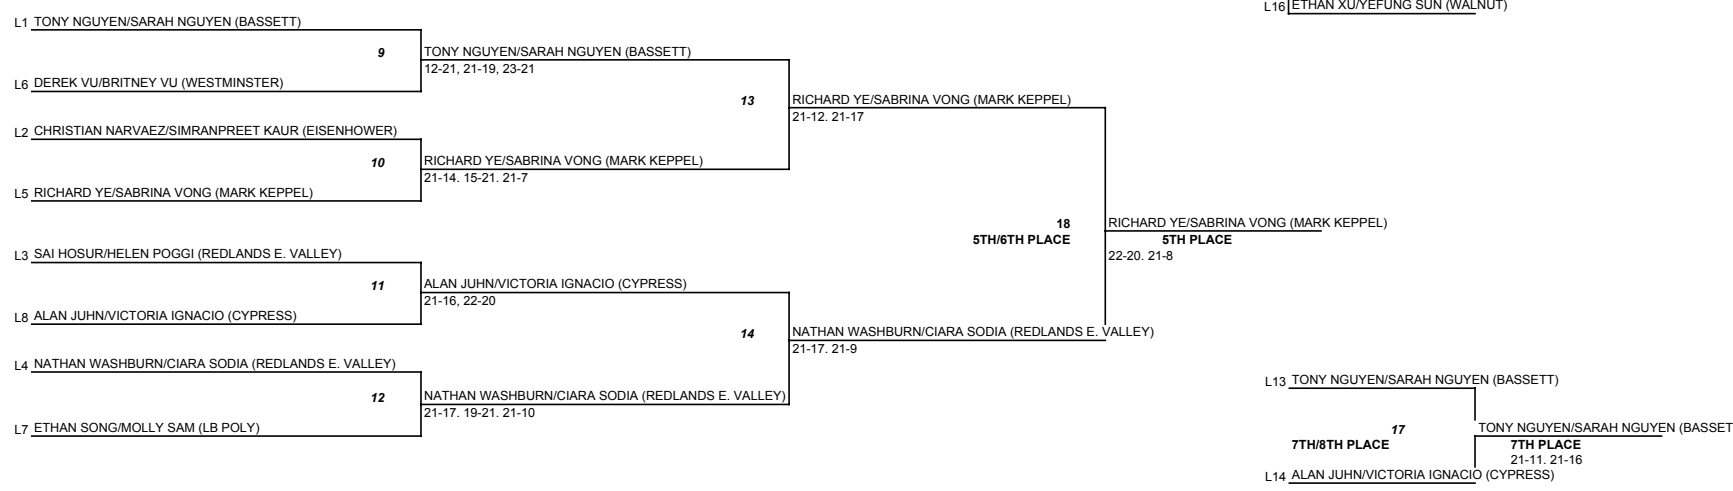 L16 ETHAN XU/YEFUNG SUN (WALNUT)
L1 TONY NGUYEN/SARAH NGUYEN (BASSETT)
9 TONY NGUYEN/SARAH NGUYEN (BASSETT)
12-21, 21-19, 23-21
L6 DEREK VU/BRITNEY VU (WESTMINSTER)
13 RICHARD YE/SABRINA VONG (MARK KEPPEL)
21-12. 21-17
L2 CHRISTIAN NARVAEZ/SIMRANPREET KAUR (EISENHOWER)
10 RICHARD YE/SABRINA VONG (MARK KEPPEL)
21-14. 15-21. 21-7
L5 RICHARD YE/SABRINA VONG (MARK KEPPEL)
18 RICHARD YE/SABRINA VONG (MARK KEPPEL)
5TH/6TH PLACE 5TH PLACE
22-20. 21-8
L3 SAI HOSUR/HELEN POGGI (REDLANDS E. VALLEY)
11 ALAN JUHN/VICTORIA IGNACIO (CYPRESS)
21-16, 22-20
L8 ALAN JUHN/VICTORIA IGNACIO (CYPRESS)
14 NATHAN WASHBURN/CIARA SODIA (REDLANDS E. VALLEY)
21-17. 21-9
L4 NATHAN WASHBURN/CIARA SODIA (REDLANDS E. VALLEY)
12 NATHAN WASHBURN/CIARA SODIA (REDLANDS E. VALLEY)
21-17. 19-21. 21-10
L7 ETHAN SONG/MOLLY SAM (LB POLY)
L13 TONY NGUYEN/SARAH NGUYEN (BASSETT)
17 TONY NGUYEN/SARAH NGUYEN (BASSET
7TH/8TH PLACE 7TH PLACE
21-11. 21-16
L14 ALAN JUHN/VICTORIA IGNACIO (CYPRESS)